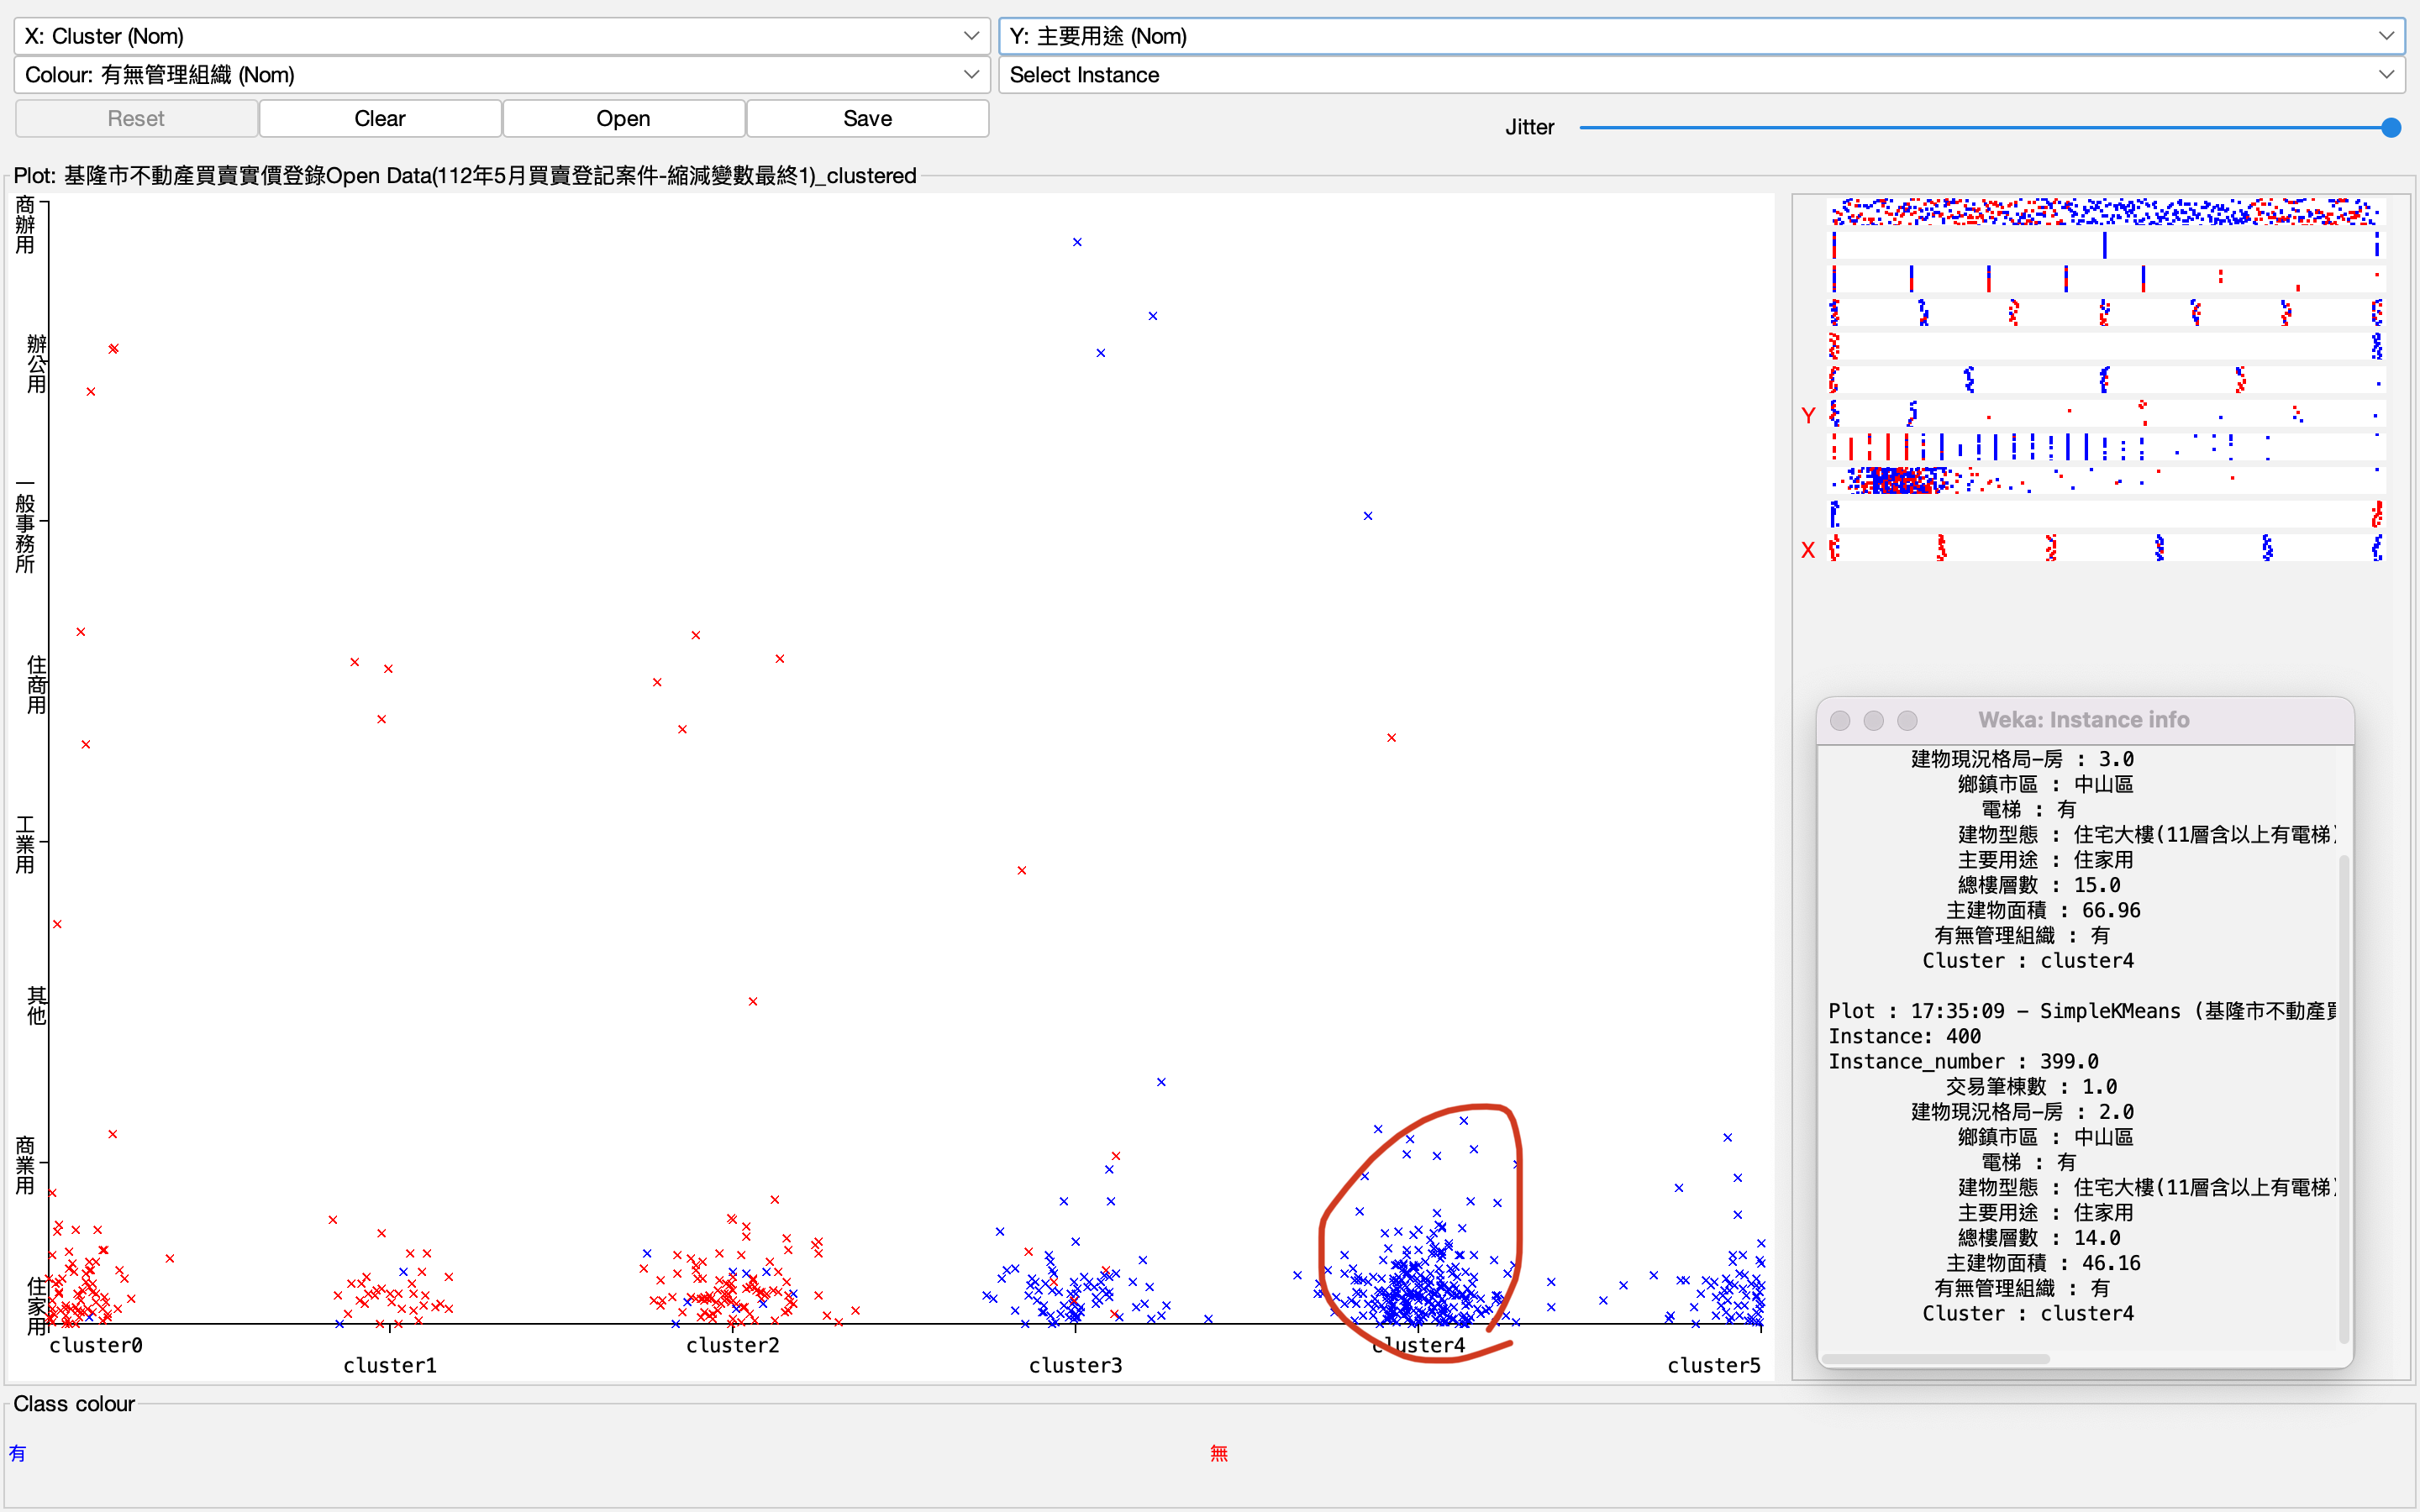 X: Cluster (Nom)
Y: 主要用途 (Nom)
Colour: 有無管理組織 (Nom)
Select Instance
Reset
Clear
Open
Save
Jitter
Plot: 基隆市不動產買賣實價登錄Open Data(112年5月買賣登記案件-縮減變數最終1)_clustered
商辦用
辦公用
一般事務所
住商用
工業用
其他
商業用
住家用
cluster0
cluster1
cluster2
cluster3
cluster4
cluster5
Y
X
Weka: Instance info
建物現況格局-房 : 3.0
鄉鎮市區 : 中山區
電梯 : 有
建物型態 : 住宅大樓(11層含以上有電梯)
主要用途 : 住家用
總樓層數 : 15.0
主建物面積 : 66.96
有無管理組織 : 有
Cluster : cluster4
Plot : 17:35:09 - SimpleKMeans (基隆市不動產買
Instance: 400
Instance_number : 399.0
交易筆棟數 : 1.0
建物現況格局-房 : 2.0
鄉鎮市區 : 中山區
電梯 : 有
建物型態 : 住宅大樓(11層含以上有電梯)
主要用途 : 住家用
總樓層數 : 14.0
主建物面積 : 46.16
有無管理組織 : 有
Cluster : cluster4
Class colour
有
無